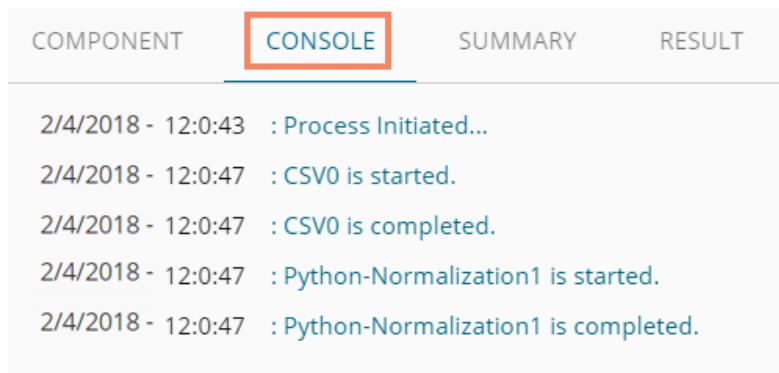 COMPONENT CONSOLE SUMMARY RESULT
2/4/2018 - 12:0:43 : Process Initiated...
2/4/2018 - 12:0:47 : CSV0 is started.
2/4/2018 - 12:0:47 : CSV0 is completed.
2/4/2018 - 12:0:47 : Python-Normalization1 is started.
2/4/2018 - 12:0:47 : Python-Normalization1 is completed.